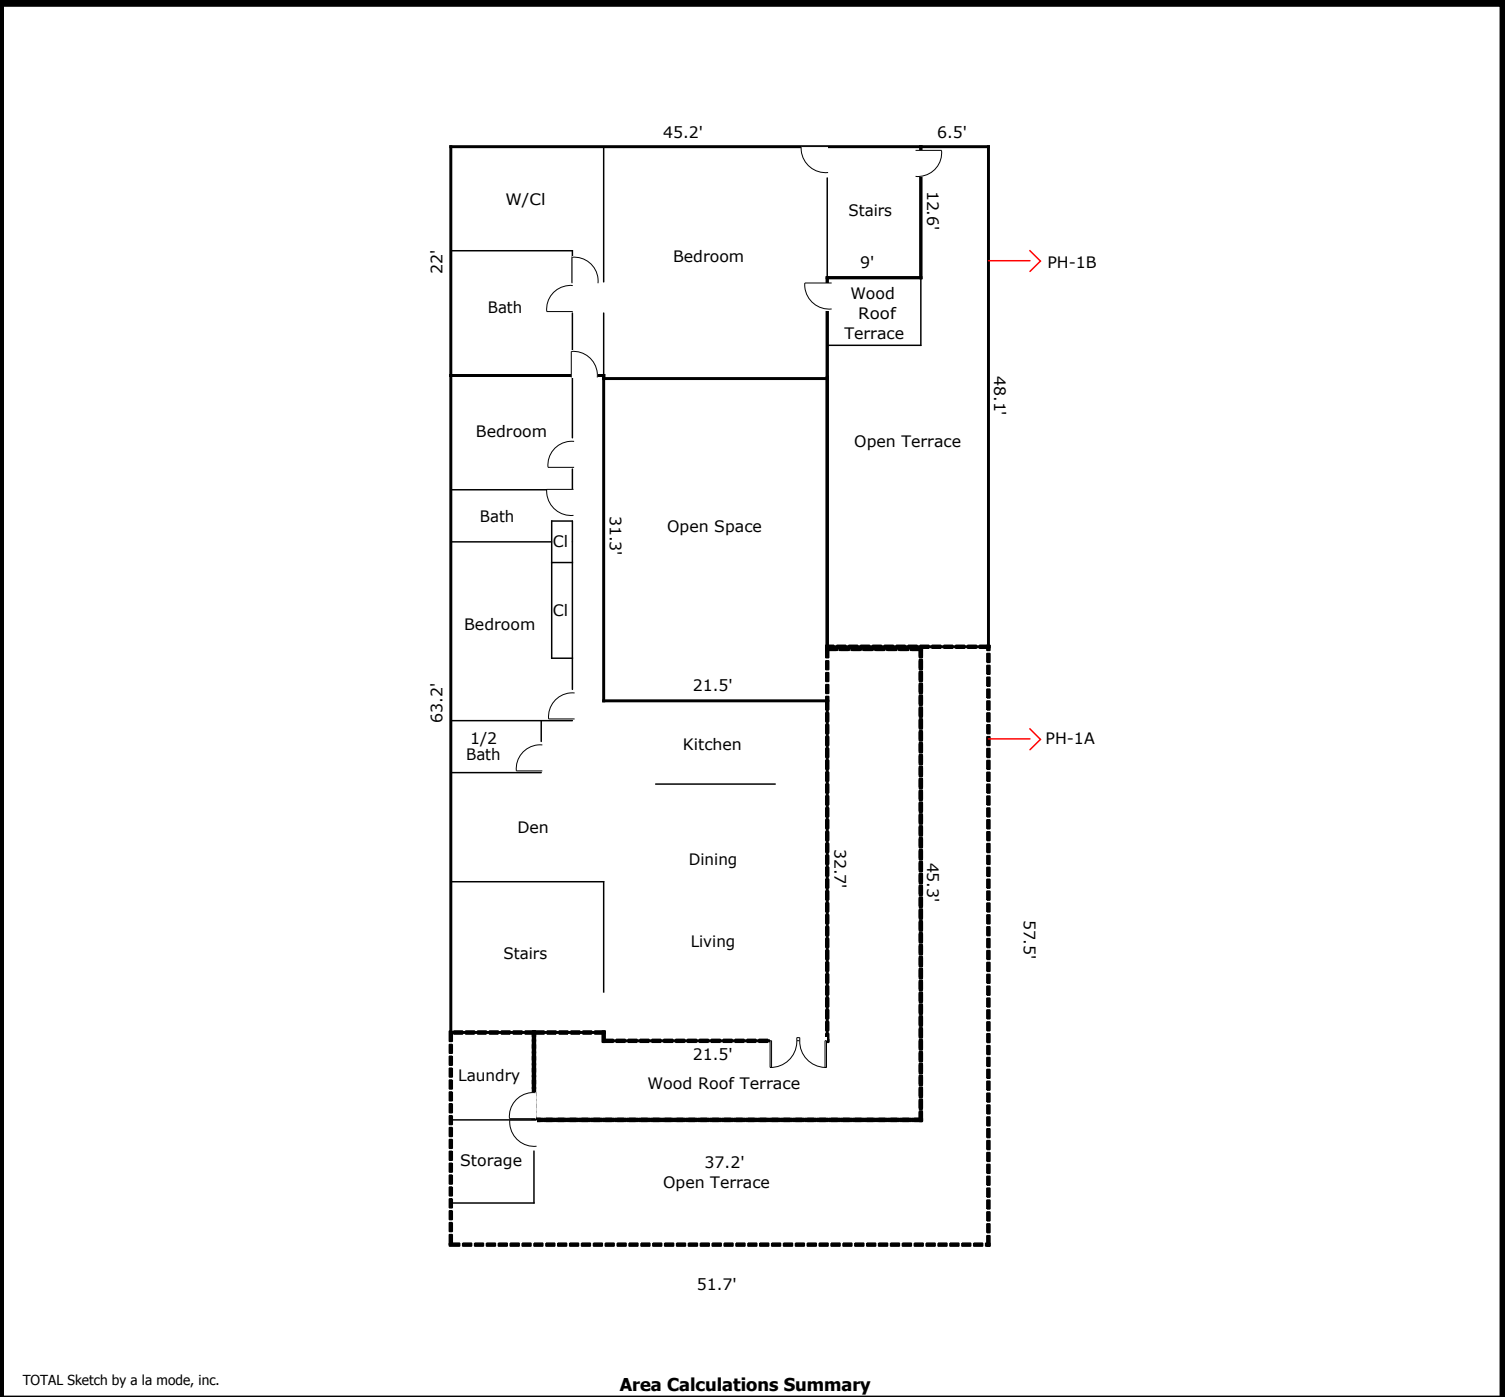 45.2'
6.5'
W/Cl
Stairs
12.6'
22'
Bedroom
9'
PH-1B
Wood
Roof
Terrace
Bath
48.1'
Bedroom
Open Terrace
Bath
Open Space
31.3'
Cl
Cl
Bedroom
21.5'
63.2'
1/2
Bath
Kitchen
PH-1A
Den
Dining
32.7'
45.3'
Living
57.5'
Stairs
21.5'
Laundry
Wood Roof Terrace
Storage
37.2'
Open Terrace
51.7'
TOTAL Sketch by a la mode, inc.
Area Calculations Summary